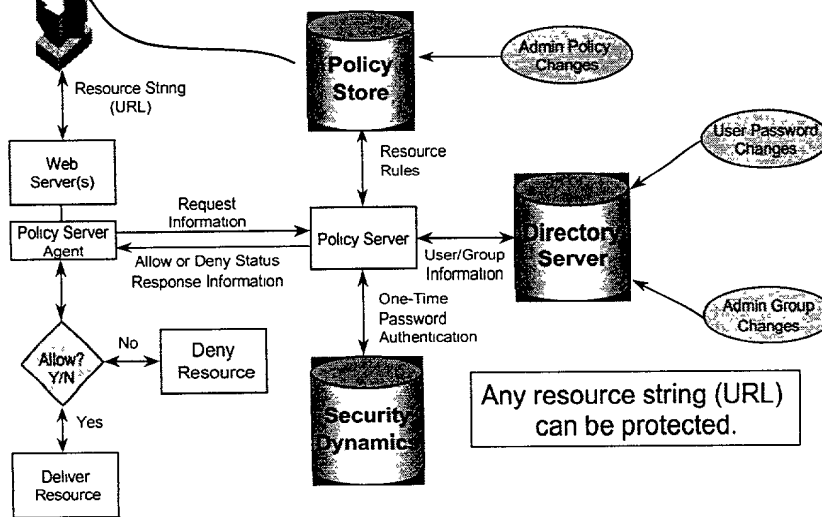 Policy
Store
Admin Policy
Changes
Resource String
(URL)
Web
Server(s)
Resource
Rules
User Password
Changes
Policy Server
Agent
Request
Information
Allow or Deny Status
Response Information
Policy Server
User/Group
Information
Directory
Server
One-Time
Password
Authentication
Admin Group
Changes
Allow?
Y/N
No
Deny
Resource
Yes
Deliver
Resource
Security
Dynamics
Any resource string (URL)
can be protected.